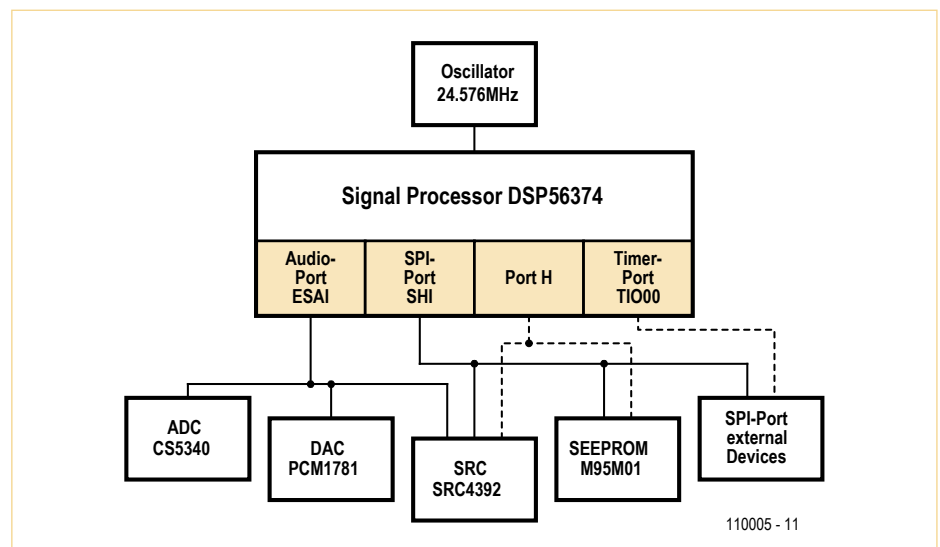 Oscillator
24.576MHz
Signal Processor DSP56374
Audio-
Port
ESAI
SPI-
Port
SHI
Port H
Timer-
Port
TIO00
ADC
CS5340
DAC
PCM1781
SRC
SRC4392
SEEPROM
M95M01
SPI-Port
external
Devices
110005 - 11